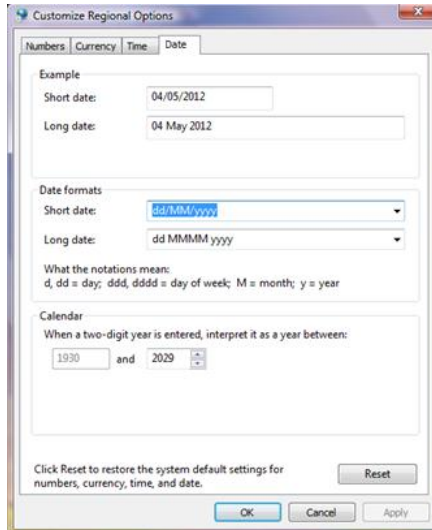 Customize Regional Options
Numbers Currency Time Date
Example
Short date: 04/05/2012
Long date: 04 May 2012
Date formats
Short date: dd/MM/yyyy
Long date: dd MMMM yyyy
What the notations mean:
d, dd = day; ddd, dddd = day of week; M = month; y = year
Calendar
When a two-digit year is entered, interpret it as a year between:
1930 and 2029
Click Reset to restore the system default settings for
numbers, currency, time, and date.
Reset
OK Cancel Apply